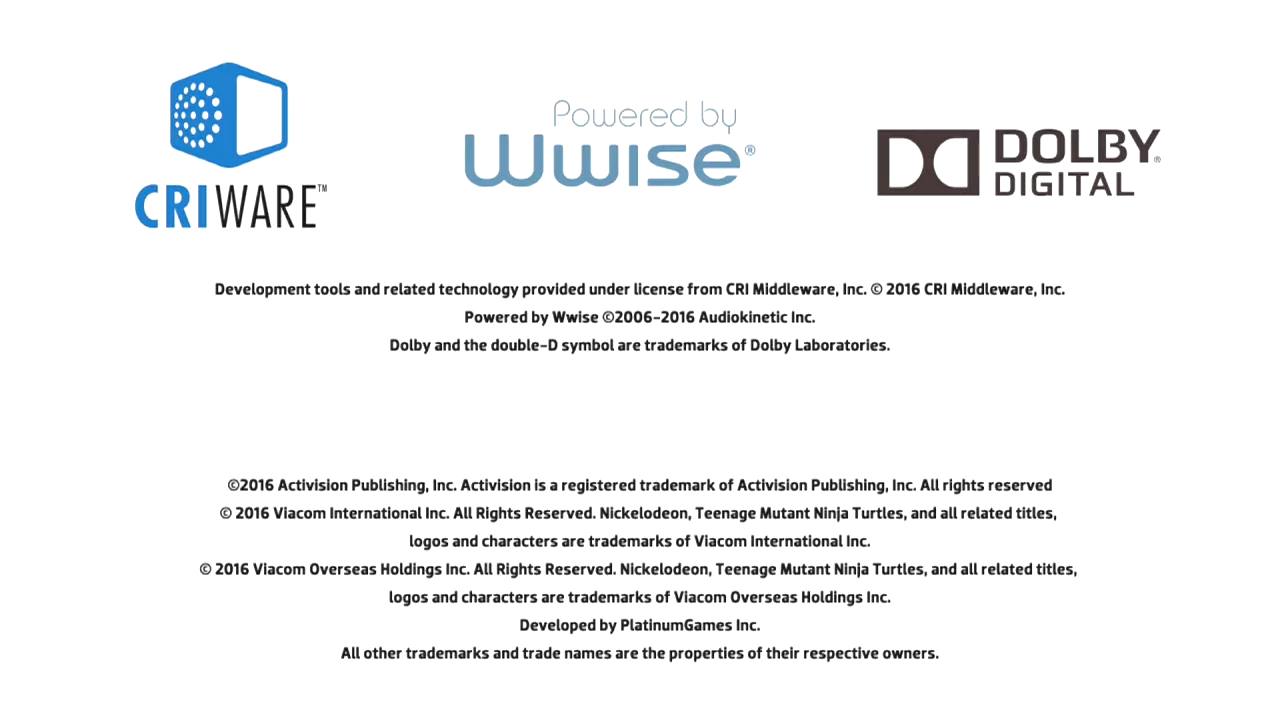 CRIWARE™
Powered by
Wwise®
DOLBY®
DIGITAL
Development tools and related technology provided under license from CRI Middleware, Inc. © 2016 CRI Middleware, Inc.
Powered by Wwise ©2006-2016 Audiokinetic Inc.
Dolby and the double-D symbol are trademarks of Dolby Laboratories.
©2016 Activision Publishing, Inc. Activision is a registered trademark of Activision Publishing, Inc. All rights reserved
© 2016 Viacom International Inc. All Rights Reserved. Nickelodeon, Teenage Mutant Ninja Turtles, and all related titles,
logos and characters are trademarks of Viacom International Inc.
© 2016 Viacom Overseas Holdings Inc. All Rights Reserved. Nickelodeon, Teenage Mutant Ninja Turtles, and all related titles,
logos and characters are trademarks of Viacom Overseas Holdings Inc.
Developed by PlatinumGames Inc.
All other trademarks and trade names are the properties of their respective owners.